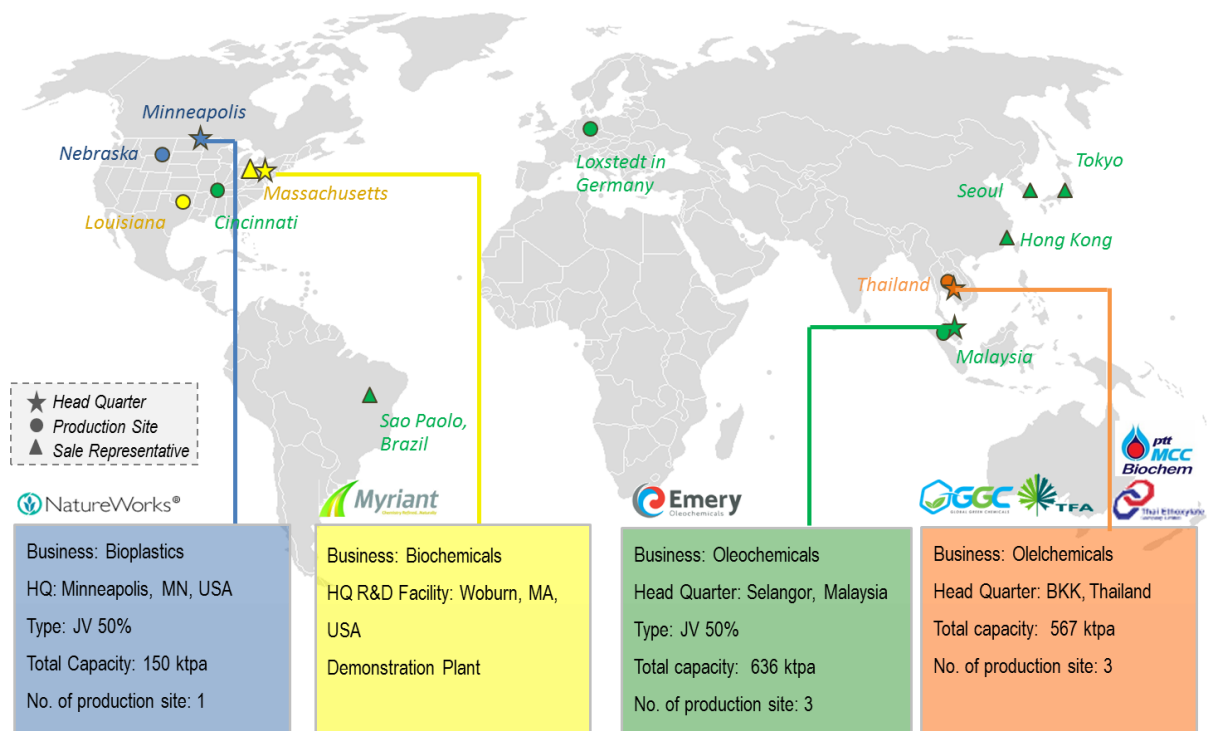 Minneapolis
Nebraska
Massachusetts
Louisiana
Cincinnati
Loxstedt in
Germany
Tokyo
Seoul
Hong Kong
Thailand
Malaysia
Sao Paolo,
Brazil
Head Quarter
Production Site
Sale Representative
NatureWorks®
Myriant
Emery
Oleochemicals
GGC
GLOBAL GREEN CHEMICALS
TFA
ptt
MCC
Biochem
Thai Ethoxylate
Business: Bioplastics
HQ: Minneapolis, MN, USA
Type: JV 50%
Total Capacity: 150 ktpa
No. of production site: 1
Business: Biochemicals
HQ R&D Facility: Woburn, MA,
USA
Demonstration Plant
Business: Oleochemicals
Head Quarter: Selangor, Malaysia
Type: JV 50%
Total capacity:  636 ktpa
No. of production site: 3
Business: Olelchemicals
Head Quarter: BKK, Thailand
Total capacity:  567 ktpa
No. of production site: 3